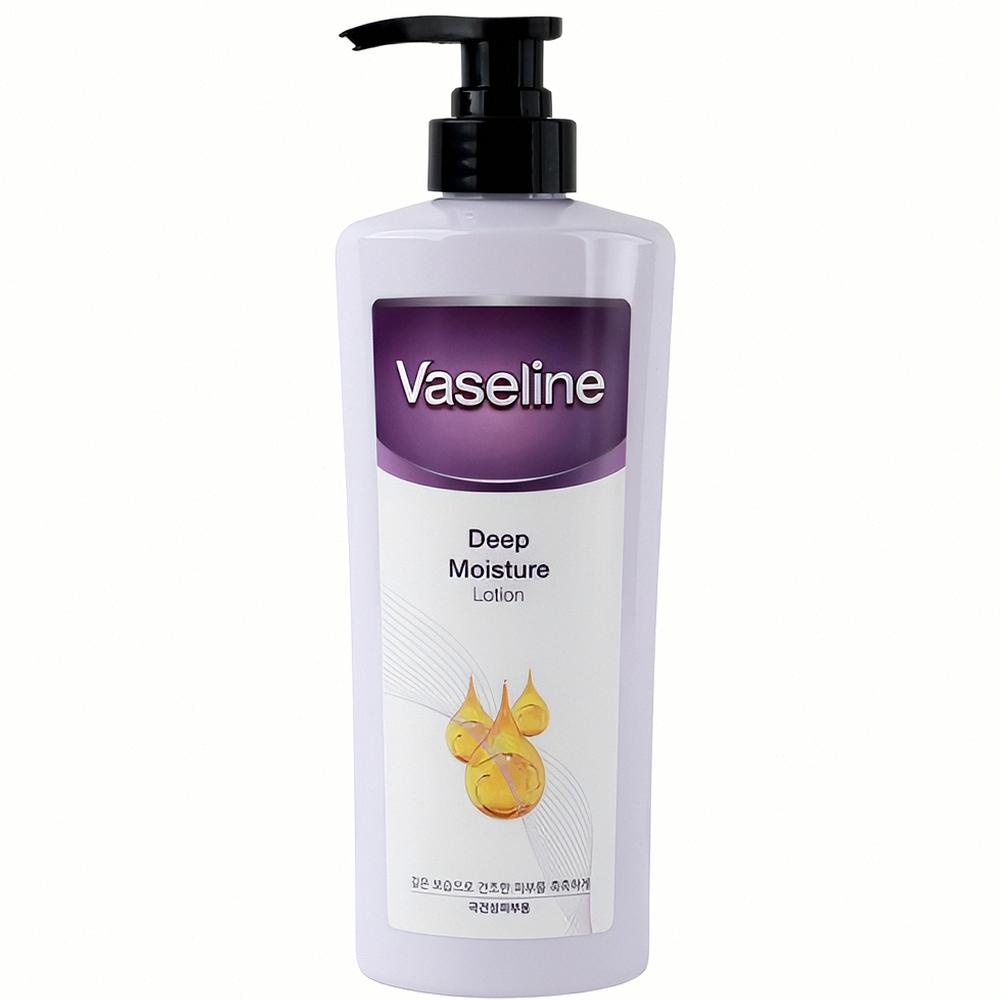 Vaseline
Deep
Moisture
Lotion
깊은 보습으로 건조한 피부를 촉촉하게
극건성피부용